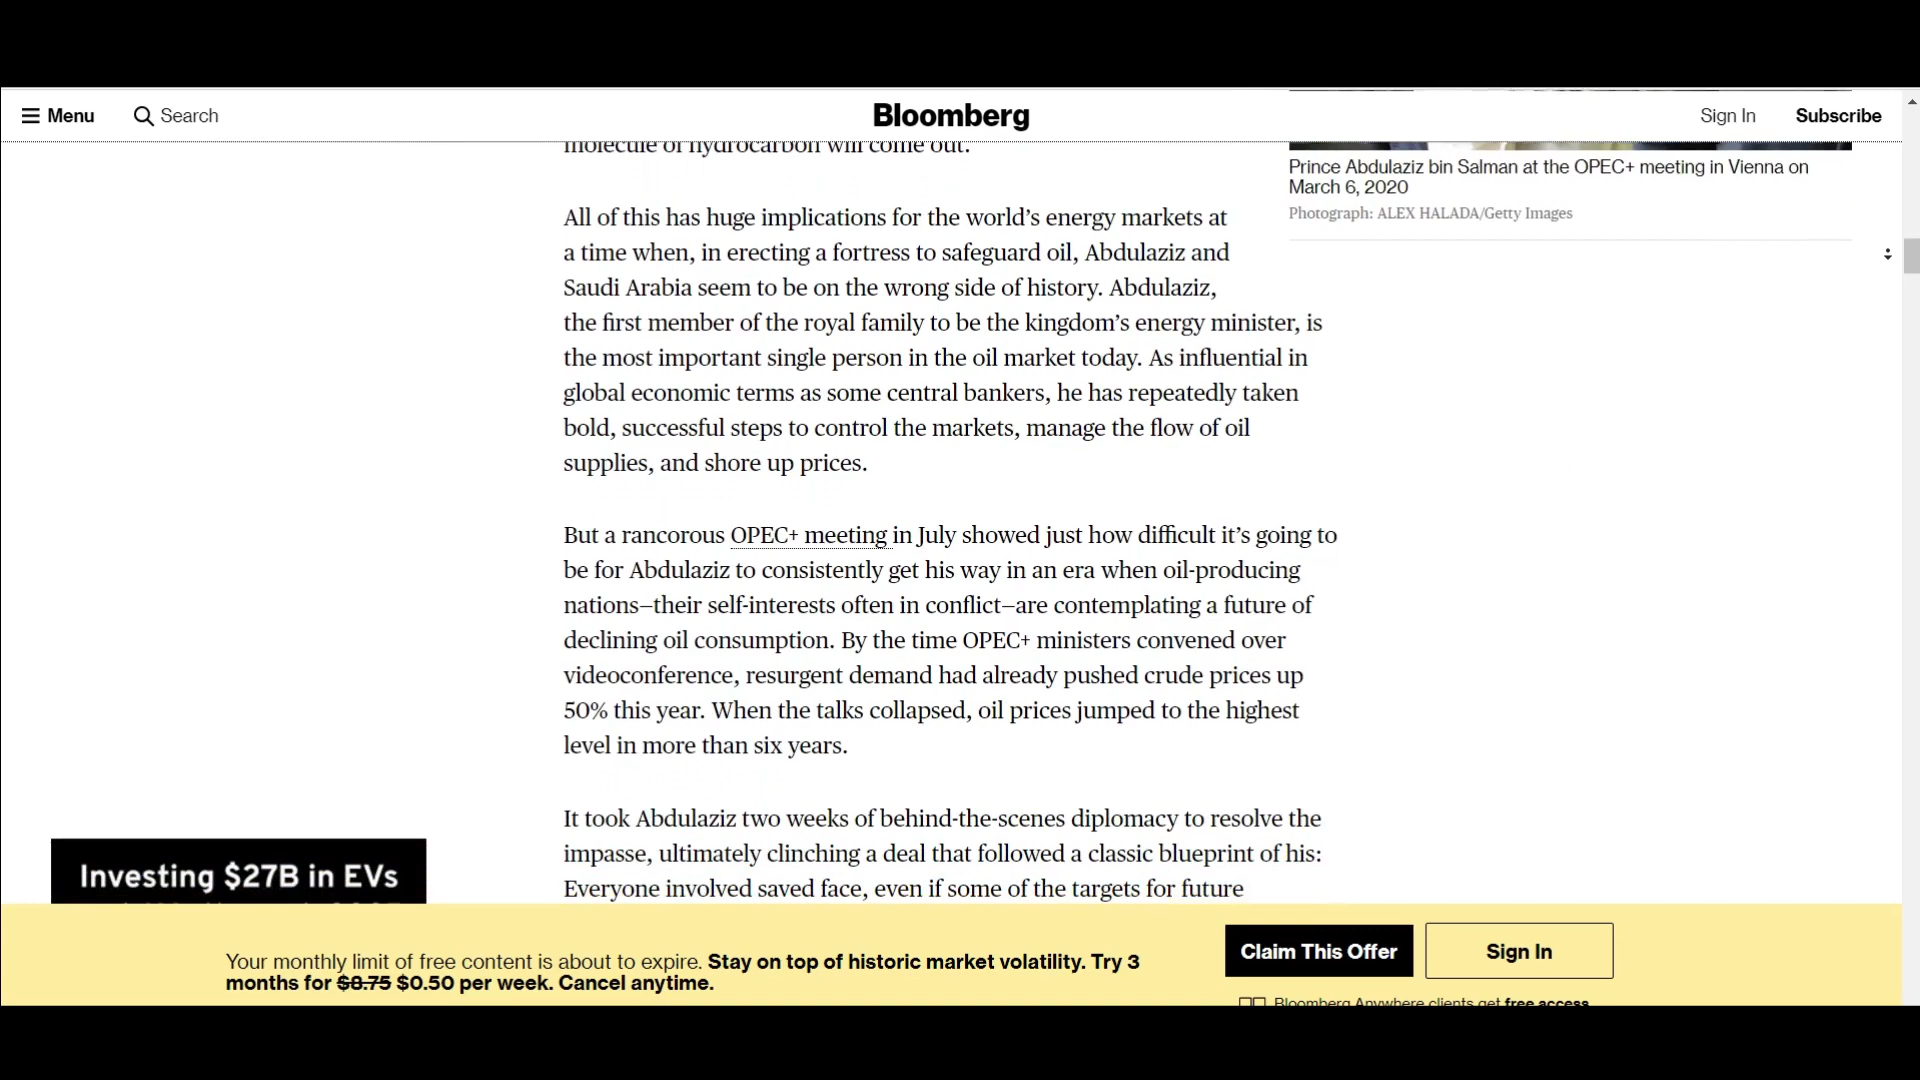 Menu
Search
Bloomberg
Sign In
Subscribe
molecule of hydrocarbon will come out.
Prince Abdulaziz bin Salman at the OPEC+ meeting in Vienna on
March 6, 2020
Photograph: ALEX HALADA/Getty Images
All of this has huge implications for the world’s energy markets at
a time when, in erecting a fortress to safeguard oil, Abdulaziz and
Saudi Arabia seem to be on the wrong side of history. Abdulaziz,
the first member of the royal family to be the kingdom’s energy minister, is
the most important single person in the oil market today. As influential in
global economic terms as some central bankers, he has repeatedly taken
bold, successful steps to control the markets, manage the flow of oil
supplies, and shore up prices.
But a rancorous OPEC+ meeting in July showed just how difficult it’s going to
be for Abdulaziz to consistently get his way in an era when oil-producing
nations—their self-interests often in conflict—are contemplating a future of
declining oil consumption. By the time OPEC+ ministers convened over
videoconference, resurgent demand had already pushed crude prices up
50% this year. When the talks collapsed, oil prices jumped to the highest
level in more than six years.
It took Abdulaziz two weeks of behind-the-scenes diplomacy to resolve the
impasse, ultimately clinching a deal that followed a classic blueprint of his:
Everyone involved saved face, even if some of the targets for future
Investing $27B in EVs
Your monthly limit of free content is about to expire. Stay on top of historic market volatility. Try 3
months for $8.75 $0.50 per week. Cancel anytime.
Claim This Offer
Sign In
Bloomberg Anywhere clients get free access